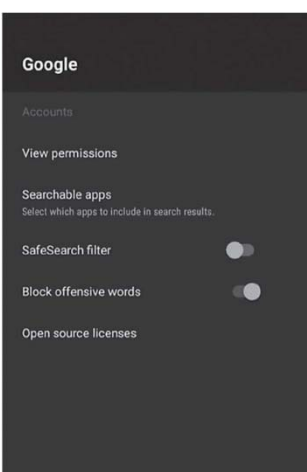 Google
Accounts
View permissions
Searchable apps
Select which apps to include in search results.
SafeSearch filter
Block offensive words
Open source licenses